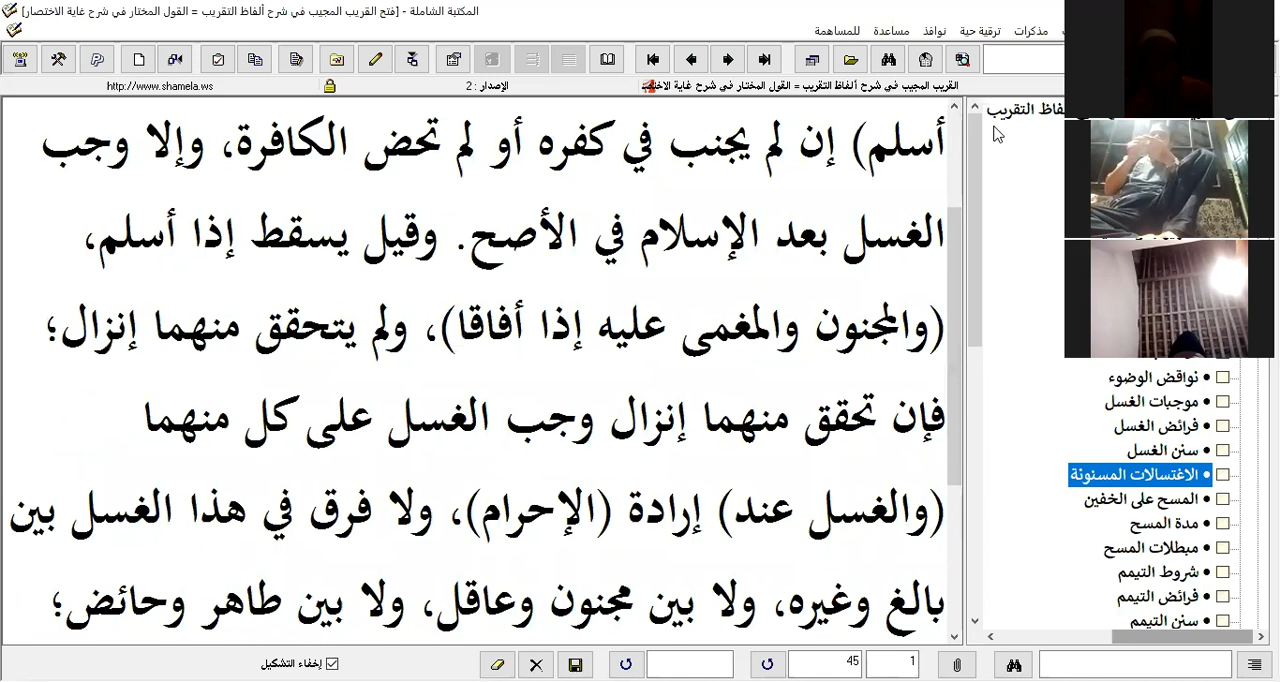 المكتبة الشاملة - [فتح القريب المجيب في شرح ألفاظ التقريب = القول المختار في شرح غاية الاختصار]
مذكرات ترقية حية نوافذ مساعدة للمساهمة
القريب المجيب في شرح ألفاظ التقريب = القول المختار في شرح غاية الاختص
الإصدار : 2
http://www.shamela.ws
أسلم) إن لم يجنب في كفره أو لم تحض الكافرة، وإلا وجب
الغسل بعد الإسلام في الأصح. وقيل يسقط إذا أسلم،
(والمجنون والمغمى عليه إذا أفاقا)، ولم يتحقق منهما إنزال؛
فإن تحقق منهما إنزال وجب الغسل على كل منهما
(والغسل عند) إرادة (الإحرام)، ولا فرق في هذا الغسل بين
بالغ وغيره، ولا بين مجنون وعاقل، ولا بين طاهر وحائض؛
فاظ التقريب
نواقض الوضوء
موجبات الغسل
فرائض الغسل
سنن الغسل
الاغتسالات المسنونة
المسح على الخفين
مدة المسح
مبطلات المسح
شروط التيمم
فرائض التيمم
سنن التيمم
1
45
إخفاء التشكيل